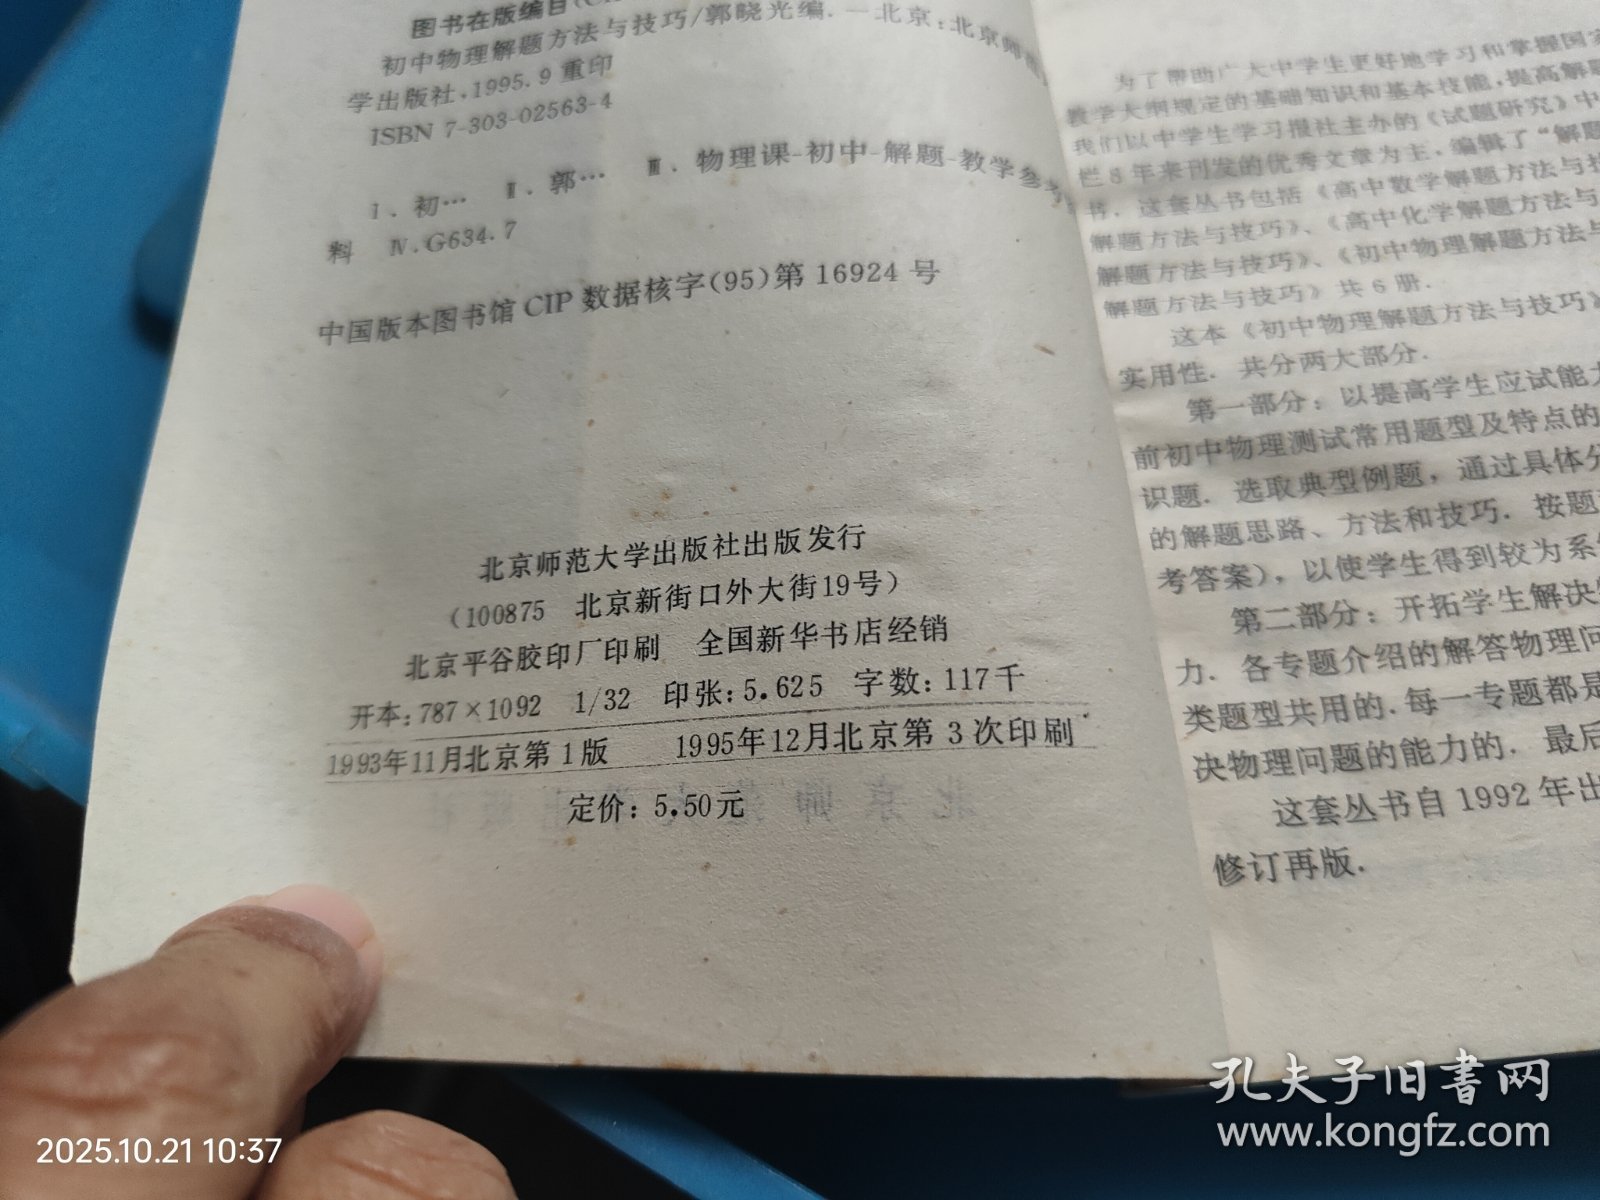 图书在版编目(CI
初中物理解题方法与技巧/郭晓光编.—北京:北京师
学出版社,1995.9重印
ISBN 7-303-02563-4
Ⅰ.初… Ⅱ.郭… Ⅲ.物理课-初中-解题-教学参考
料 Ⅳ.G634.7
中国版本图书馆CIP数据核字(95)第16924号
北京师范大学出版社出版发行
(100875 北京新街口外大街19号)
北京平谷胶印厂印刷 全国新华书店经销
开本:787×1092 1/32 印张:5.625 字数:117千
1993年11月北京第1版 1995年12月北京第3次印刷
定价:5.50元
为了帮助广大中学生更好地学习和掌握国家
教学大纲规定的基础知识和基本技能,提高解题
我们以中学生学习报社主办的《试题研究》中
栏8年来刊发的优秀文章为主,编辑了“解题
书.这套丛书包括《高中数学解题方法与技
解题方法与技巧》、《高中化学解题方法与
解题方法与技巧》、《初中物理解题方法与
解题方法与技巧》共6册.
这本《初中物理解题方法与技巧》
实用性.共分两大部分.
第一部分:以提高学生应试能力
前初中物理测试常用题型及特点的
识题.选取典型例题,通过具体分
的解题思路、方法和技巧.按题
考答案),以使学生得到较为系
第二部分:开拓学生解决
力.各专题介绍的解答物理问
类题型共用的.每一专题都是
决物理问题的能力的.最后
这套丛书自1992年出
修订再版.
孔夫子旧书网
www.kongfz.com
2025.10.21 10:37